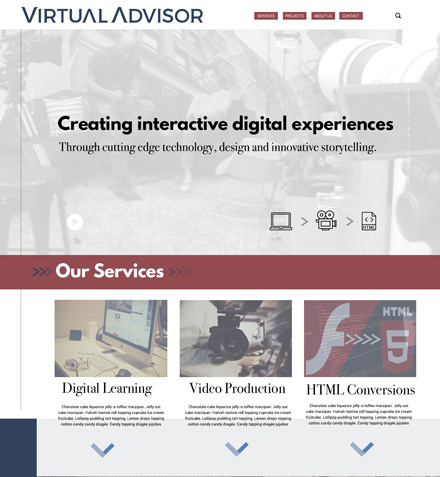 VIRTUAL ADVISOR
SERVICES PROJECTS ABOUT US CONTACT
Creating interactive digital experiences
Through cutting edge technology, design and innovative storytelling.
HTML
Our Services
HTML
5
Digital Learning
Chocolate cake liquorice jelly-o toffee marzipan. Jelly oat
cake marzipan. Halvah tootsie roll topping cupcake ice cream
fruitcake. Lollipop pudding tart topping. Lemon drops topping
cotton candy candy dragée. Candy topping dragée jujubes
Video Production
Chocolate cake liquorice jelly-o toffee marzipan. Jelly oat
cake marzipan. Halvah tootsie roll topping cupcake ice cream
fruitcake. Lollipop pudding tart topping. Lemon drops topping
cotton candy candy dragée. Candy topping dragée jujubes
HTML Conversions
Chocolate cake liquorice jelly-o toffee marzipan. Jelly oat
cake marzipan. Halvah tootsie roll topping cupcake ice cream
fruitcake. Lollipop pudding tart topping. Lemon drops topping
cotton candy candy dragée. Candy topping dragée jujubes